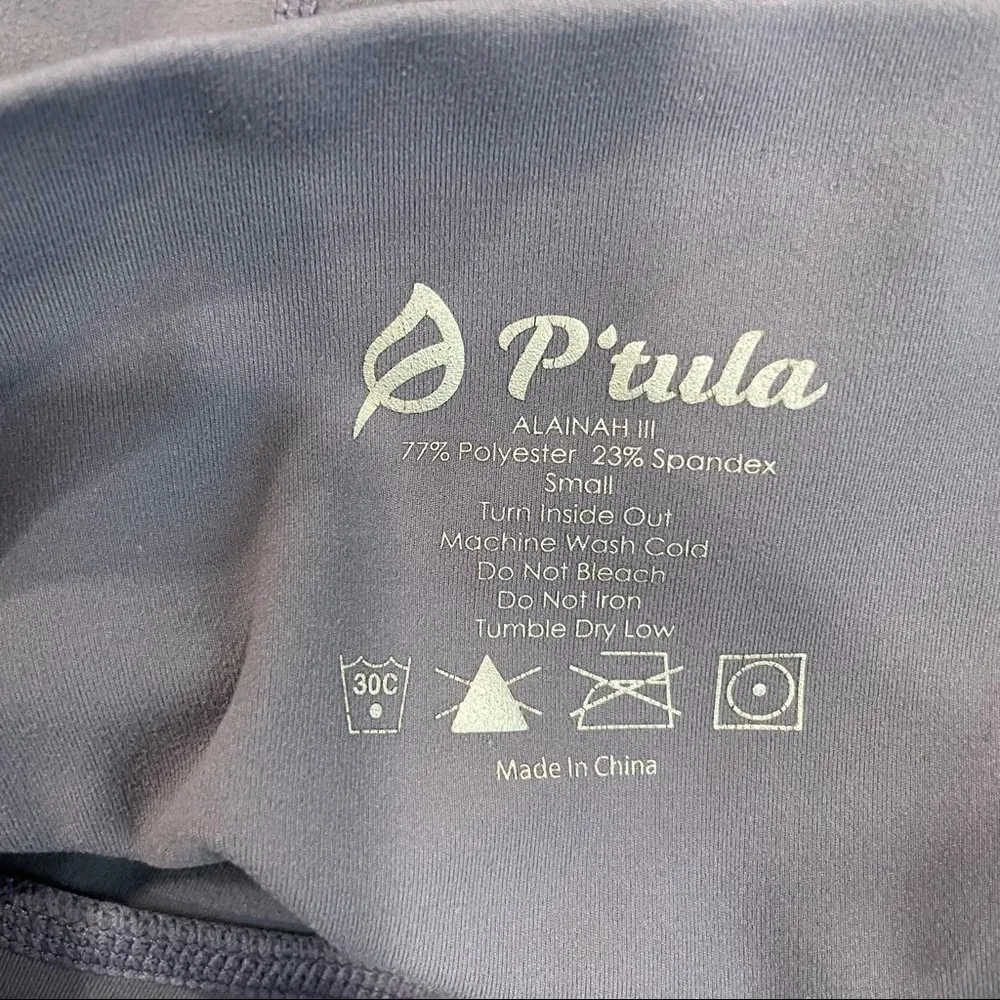 P'tula
ALAINAH III
77% Polyester 23% Spandex
Small
Turn Inside Out
Machine Wash Cold
Do Not Bleach
Do Not Iron
Tumble Dry Low
30C
Made In China